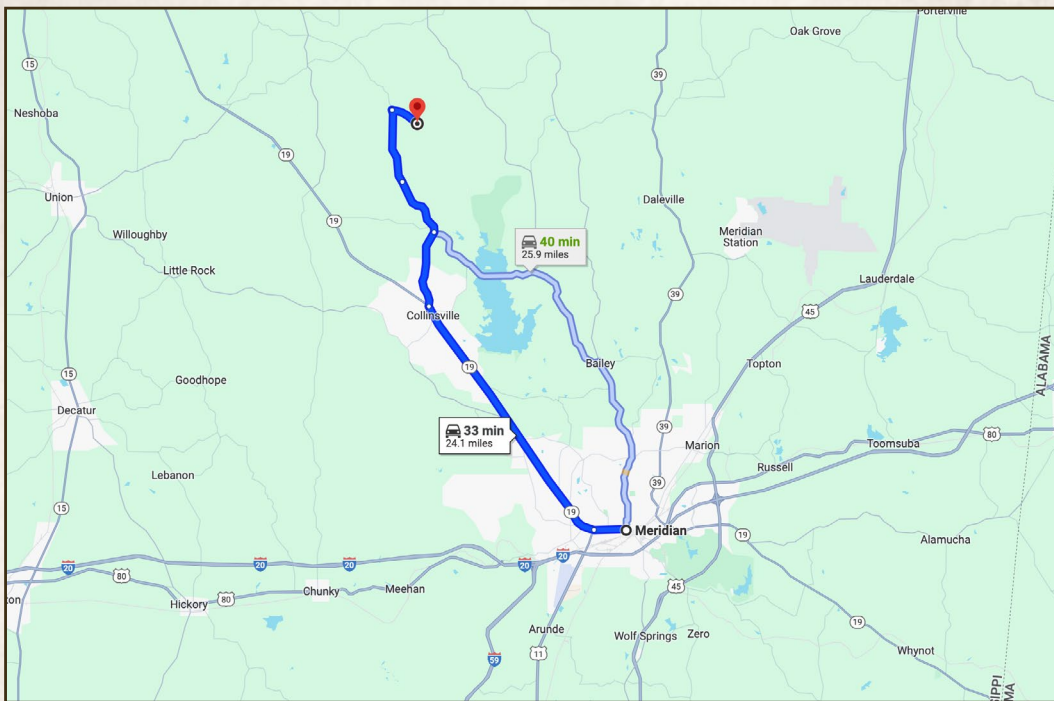 Porterville
Oak Grove
15
39
Neshoba
19
Union
Daleville
19
Willoughby
Meridian
Station
40 min
25.9 miles
Little Rock
Lauderdale
39
45
Collinsville
15
19
Bailey
Topton
ALABAMA
Goodhope
Decatur
33 min
24.1 miles
39
80
Marion
Toomsuba
Russell
Lebanon
39
15
19
Meridian
19
Alamucha
20
20
20
20
20
80
80
Chunky
Meehan
45
Hickory
80
19
Arunde
Wolf Springs
Zero
11
59
Whynot